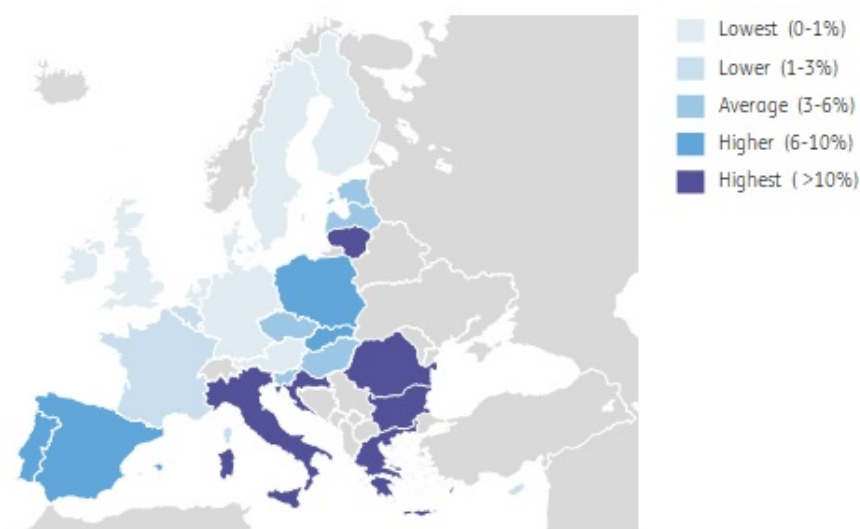 Lowest (0-1%)
Lower (1-3%)
Average (3-6%)
Higher (6-10%)
Highest ( >10%)